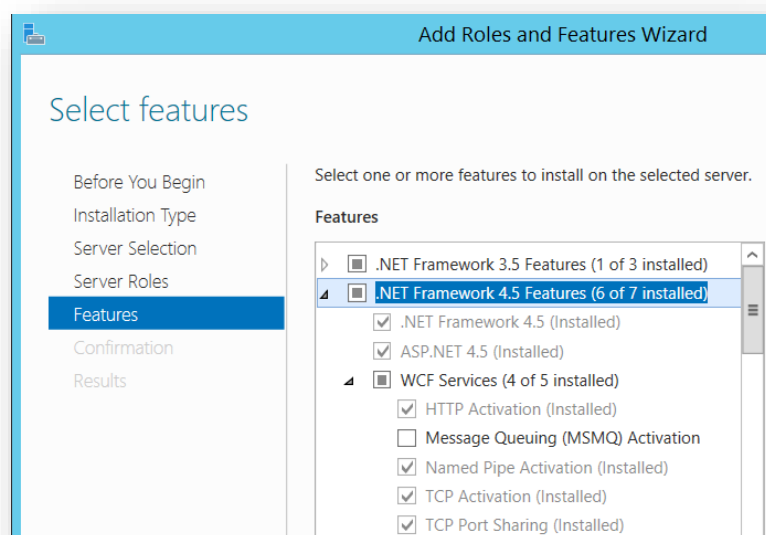 Add Roles and Features Wizard
Select features
Before You Begin
Installation Type
Server Selection
Server Roles
Features
Confirmation
Results
Select one or more features to install on the selected server.
Features
.NET Framework 3.5 Features (1 of 3 installed)
.NET Framework 4.5 Features (6 of 7 installed)
.NET Framework 4.5 (Installed)
ASP.NET 4.5 (Installed)
WCF Services (4 of 5 installed)
HTTP Activation (Installed)
Message Queuing (MSMQ) Activation
Named Pipe Activation (Installed)
TCP Activation (Installed)
TCP Port Sharing (Installed)